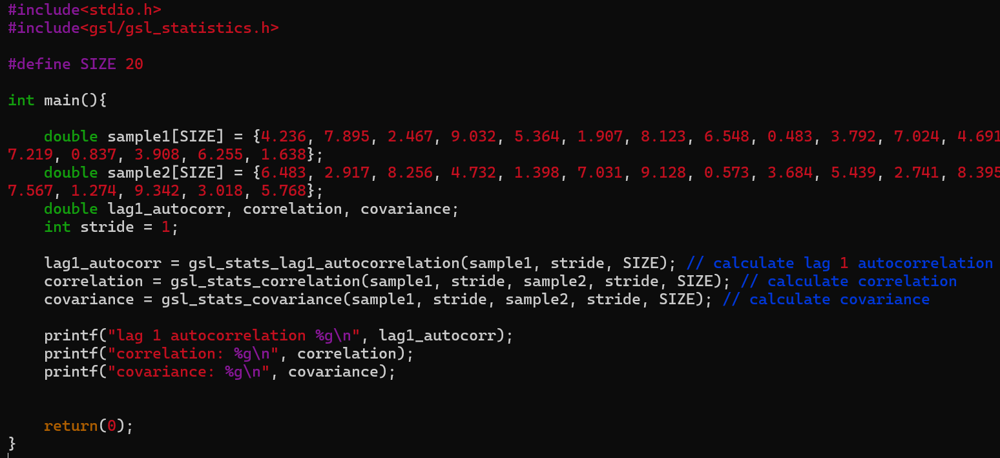 #include<stdio.h>
#include<gsl/gsl_statistics.h>
#define SIZE 20
int main(){
double sample1[SIZE] = {4.236, 7.895, 2.467, 9.032, 5.364, 1.907, 8.123, 6.548, 0.483, 3.792, 7.024, 4.691
7.219, 0.837, 3.908, 6.255, 1.638};
double sample2[SIZE] = {6.483, 2.917, 8.256, 4.732, 1.398, 7.031, 9.128, 0.573, 3.684, 5.439, 2.741, 8.395
7.567, 1.274, 9.342, 3.018, 5.768};
double lag1_autocorr, correlation, covariance;
int stride = 1;
lag1_autocorr = gsl_stats_lag1_autocorrelation(sample1, stride, SIZE); // calculate lag 1 autocorrelation
correlation = gsl_stats_correlation(sample1, stride, sample2, stride, SIZE); // calculate correlation
covariance = gsl_stats_covariance(sample1, stride, sample2, stride, SIZE); // calculate covariance
printf("lag 1 autocorrelation %g\n", lag1_autocorr);
printf("correlation: %g\n", correlation);
printf("covariance: %g\n", covariance);
return(0);
}